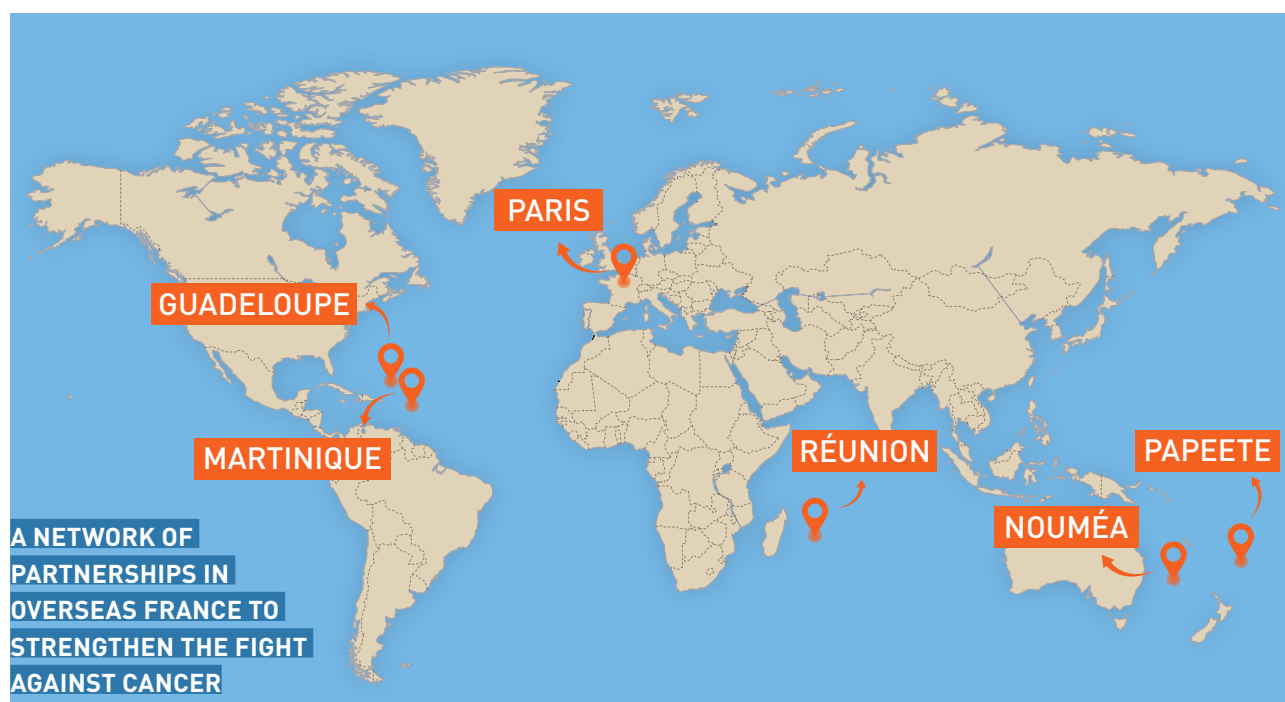 PARIS
GUADELOUPE
MARTINIQUE
RÉUNION
PAPEETE
NOUMÉA
A NETWORK OF
PARTNERSHIPS IN
OVERSEAS FRANCE TO
STRENGTHEN THE FIGHT
AGAINST CANCER